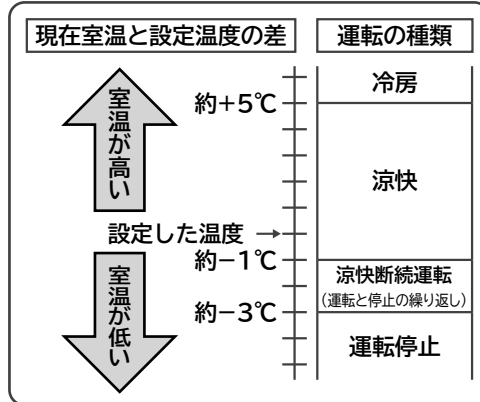 現在室温と設定温度の差
運転の種類
室温が高い
冷房
約+5℃
涼快
設定した温度→
約−1℃
室温が低い
涼快断続運転
(運転と停止の繰り返し)
約−3℃
運転停止